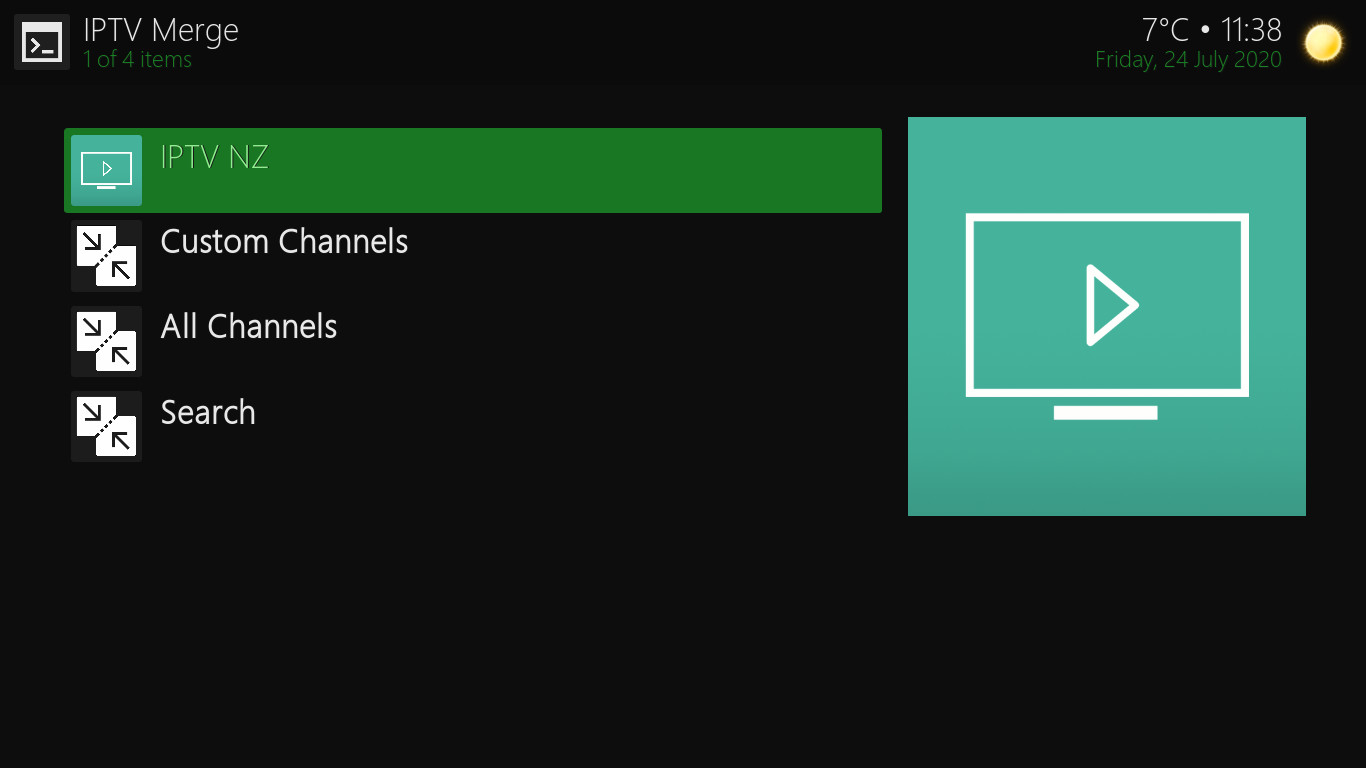 IPTV Merge
1 of 4 items
7°C • 11:38
Friday, 24 July 2020
IPTV NZ
Custom Channels
All Channels
Search